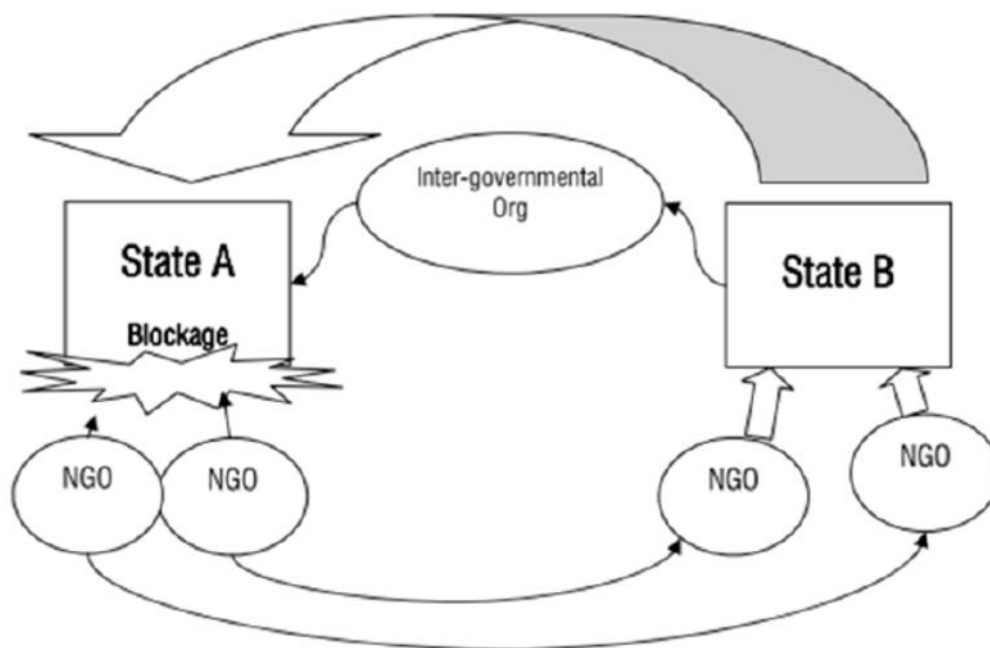 Inter-governmental
Org
State A
State B
Blockage
NGO
NGO
NGO
NGO